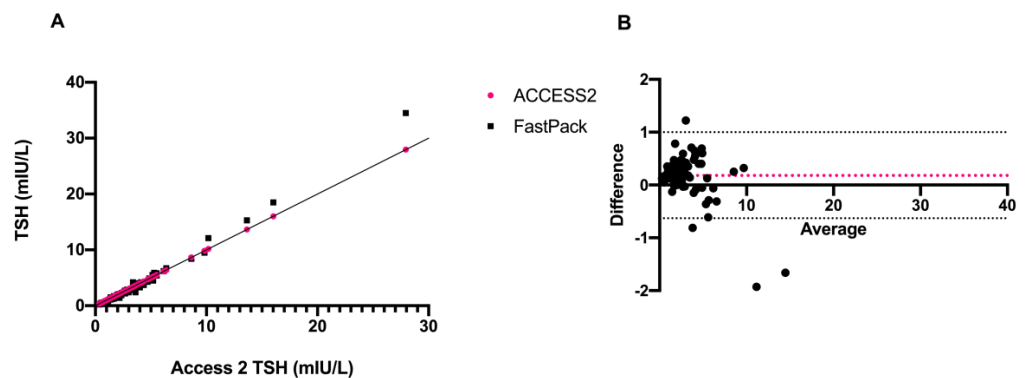 A
TSH (mIU/L)
40
30
20
10
0
0
10
20
30
Access 2 TSH (mIU/L)
ACCESS2
FastPack
B
Difference
2
1
0
-1
-2
10
20
30
40
Average